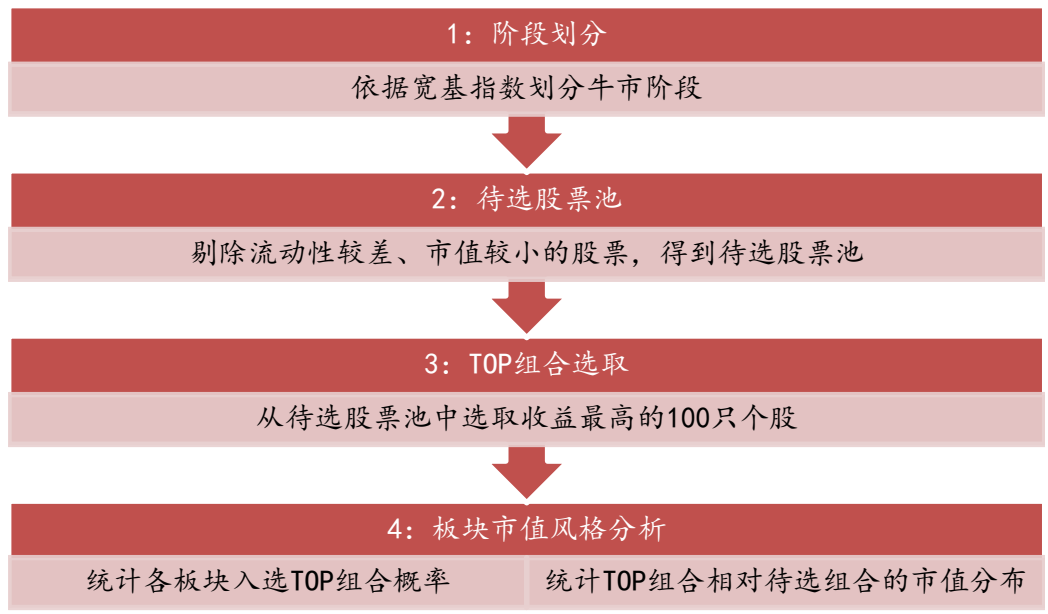 1: 阶段划分
依据宽基指数划分牛市阶段
2: 待选股票池
剔除流动性较差、市值较小的股票，得到待选股票池
3: TOP组合选取
从待选股票池中选取收益最高的100只个股
4: 板块市值风格分析
统计各板块入选TOP组合概率
统计TOP组合相对待选组合的市值分布